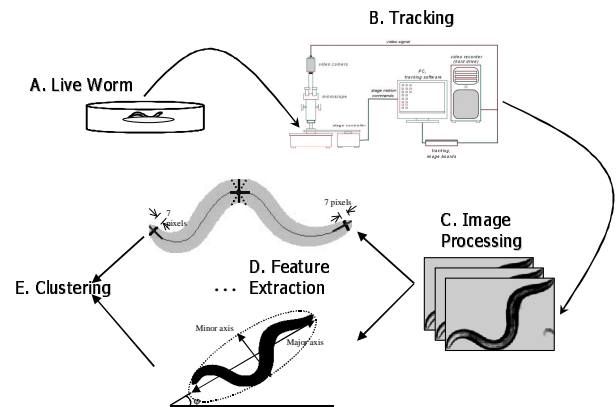 B. Tracking
video signal
A. Live Worm
video camera
video recorder
(hard drive)
PC,
tracking software
stage motion
commands
microscope
stage controller
tracking,
image boards
7
pixels
7 pixels
C. Image
Processing
D. Feature
Extraction
E. Clustering
...
Minor axis
Major axis